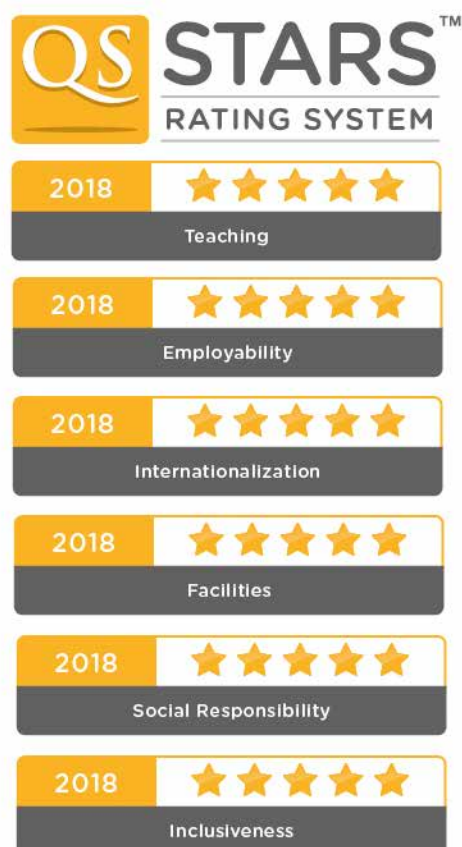 QS STARS™
RATING SYSTEM
2018
Teaching
2018
Employability
2018
Internationalization
2018
Facilities
2018
Social Responsibility
2018
Inclusiveness